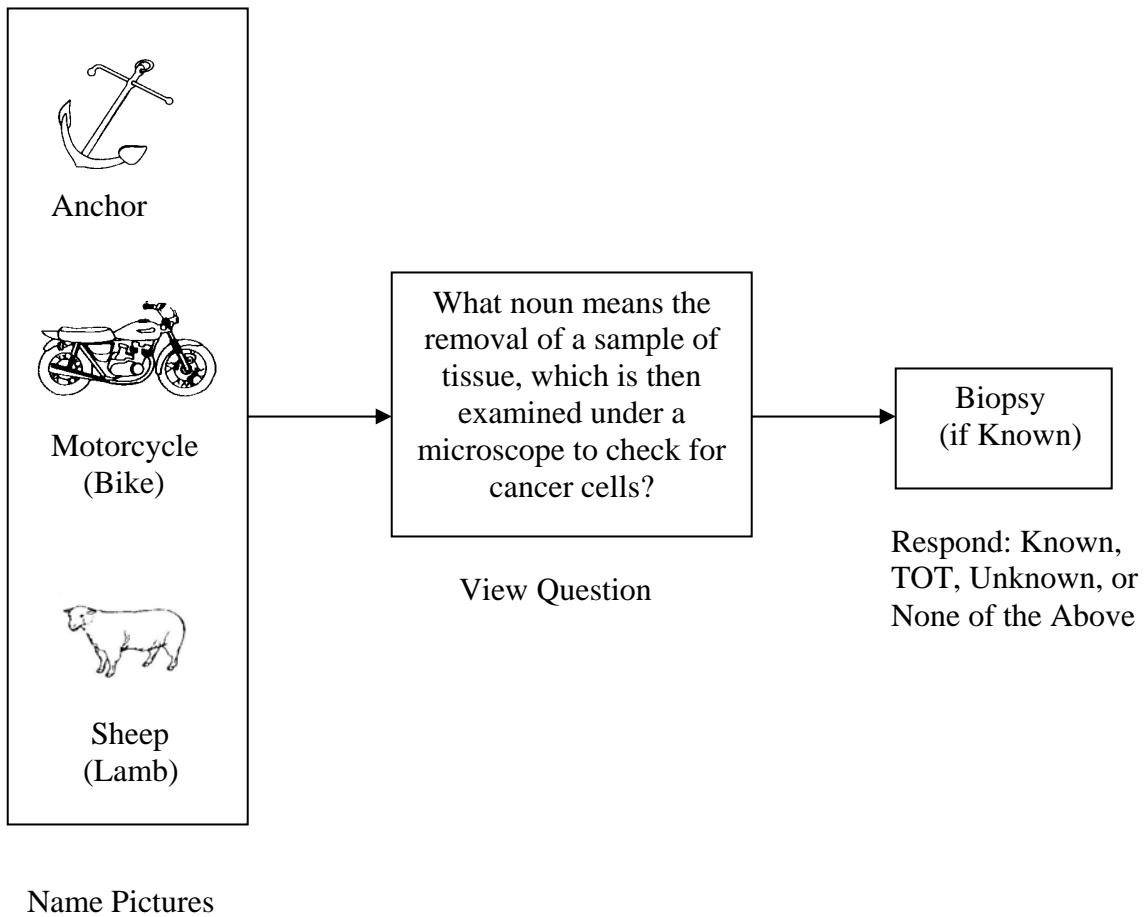 Anchor
Motorcycle
(Bike)
Sheep
(Lamb)
Name Pictures
What noun means the
removal of a sample of
tissue, which is then
examined under a
microscope to check for
cancer cells?
View Question
Biopsy
(if Known)
Respond: Known,
TOT, Unknown, or
None of the Above